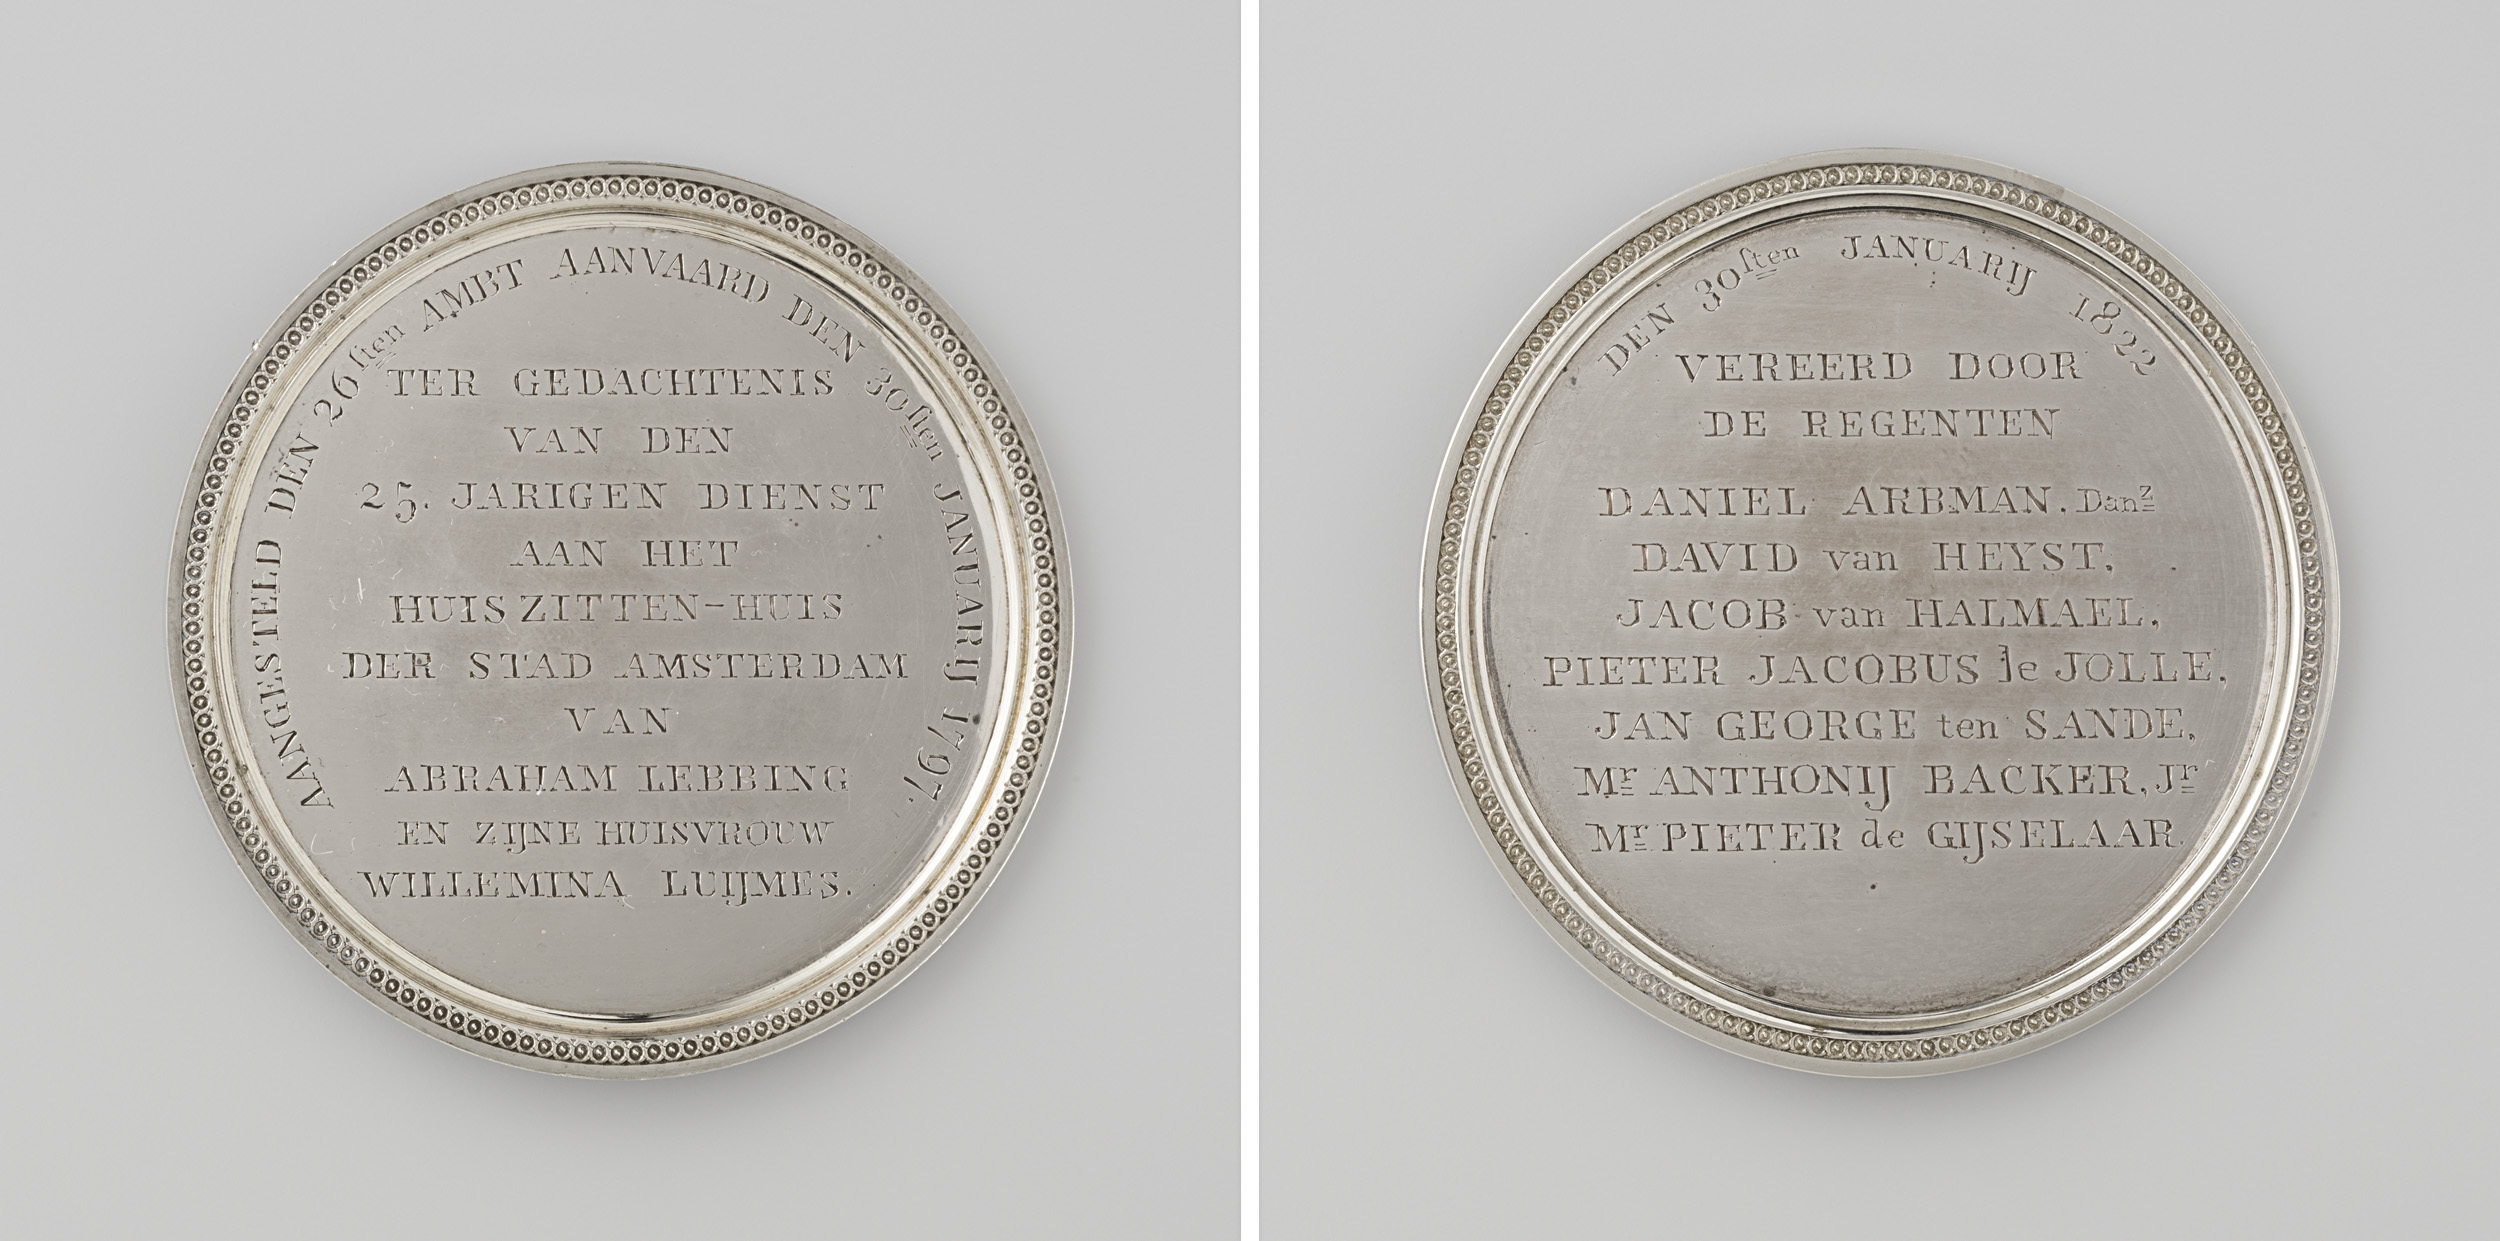 AANGESTELD DEN 26ſten AMBT AANVAARD DEN 30ſten JANUARIJ 1797.
TER GEDACHTENIS
VAN DEN
25. JARIGEN DIENST
AAN HET
HUISZITTEN-HUIS
DER STAD AMSTERDAM
VAN
ABRAHAM LEBBING
EN ZIJNE HUISVROUW
WILLEMINA LUIJMES.
DEN 30ſten JANUARIJ 1822
VEREERD DOOR
DE REGENTEN
DANIEL ARBMAN. Danz
DAVID van HEYST,
JACOB van HALMAEL,
PIETER JACOBUS le JOLLE,
JAN GEORGE ten SANDE,
Mr ANTHONIJ BACKER, Jr
Mr PIETER de GIJSELAAR.